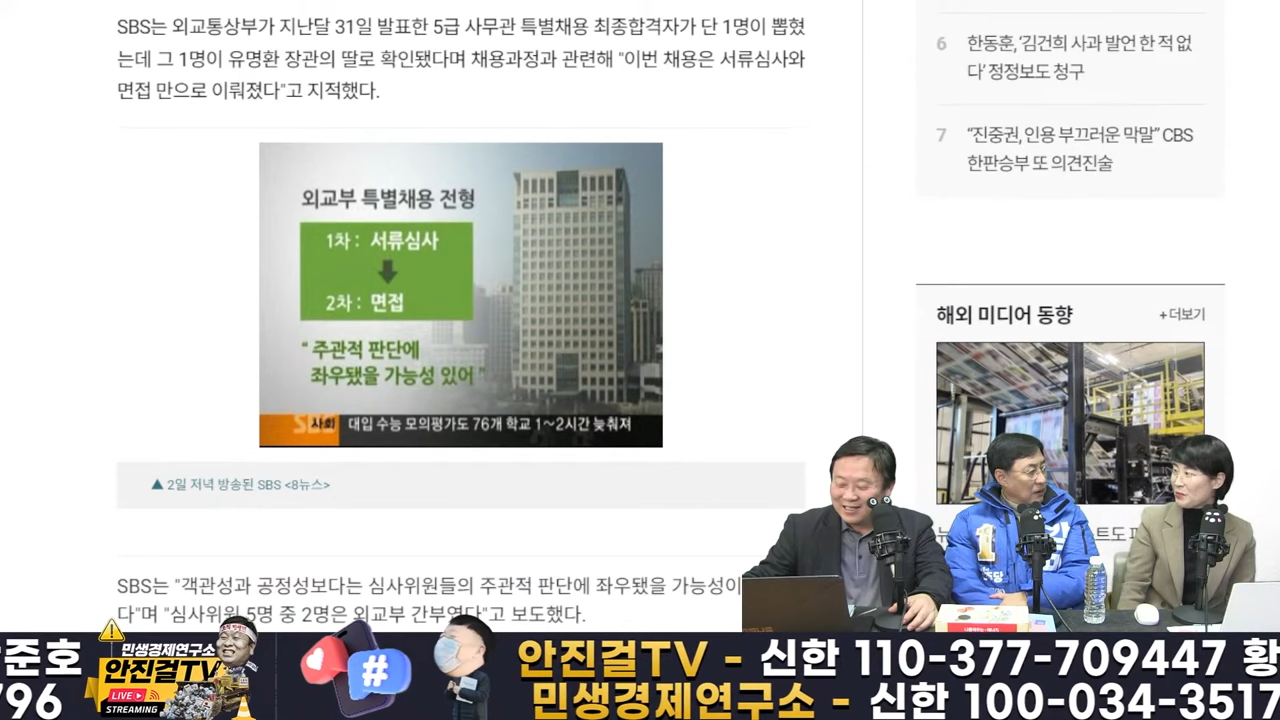 SBS는 외교통상부가 지난달 31일 발표한 5급 사무관 특별채용 최종합격자가 단 1명이 뽑혔
는데 그 1명이 유명환 장관의 딸로 확인됐다며 채용과정과 관련해 "이번 채용은 서류심사와
면접 만으로 이뤄졌다"고 지적했다.
외교부 특별채용 전형
1차 : 서류심사
2차 : 면접
“ 주관적 판단에
좌우됐을 가능성 있어 ”
SBS 사회 대입 수능 모의평가도 76개 학교 1~2시간 늦춰져
▲ 2일 저녁 방송된 SBS <8뉴스>
SBS는 "객관성과 공정성보다는 심사위원들의 주관적 판단에 좌우됐을 가능성이
다"며 "심사위원 5명 중 2명은 외교부 간부였다"고 보도했다.
6 한동훈, ‘김건희 사과 발언 한 적 없
다’ 정정보도 청구
7 “진중권, 인용 부끄러운 막말” CBS
한판승부 또 의견진술
해외 미디어 동향 + 더보기
준호
796
민생경제연구소
안진걸TV
LIVE
STREAMING
#
안진걸TV - 신한 110-377-709447 황
민생경제연구소 - 신한 100-034-3517